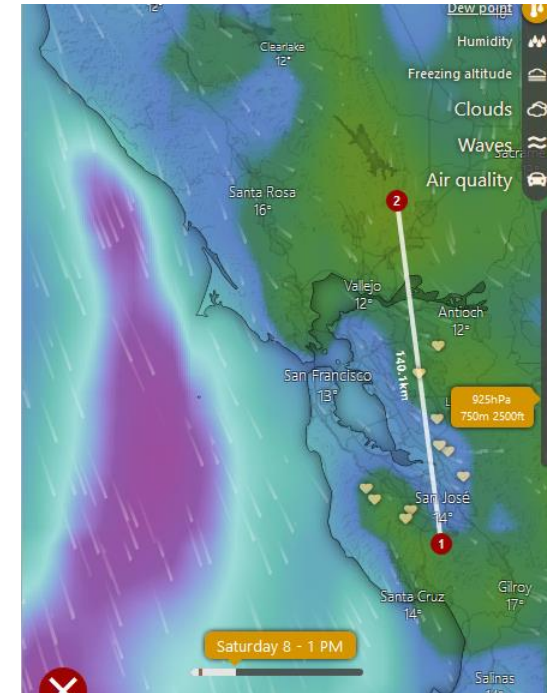 12°
Dew point
Clearlake
12°
Humidity
Freezing altitude
Clouds
Waves
Air quality
Santa Rosa
16°
2
Vallejo
12°
Antioch
12°
140.1km
San Francisco
13°
925hPa
750m 2500ft
San José
14°
1
Santa Cruz
14°
Gilroy
17°
Saturday 8 - 1 PM
Salinas